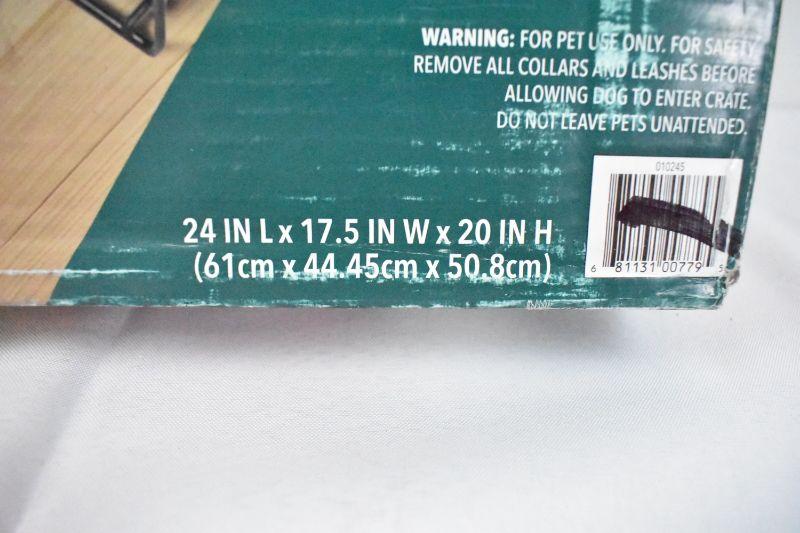 WARNING: FOR PET USE ONLY. FOR SAFETY,
REMOVE ALL COLLARS AND LEASHES BEFORE
ALLOWING DOG TO ENTER CRATE.
DO NOT LEAVE PETS UNATTENDED.
010245
24 IN L x 17.5 IN W x 20 IN H
(61cm x 44.45cm x 50.8cm)
6 81131 00779 5